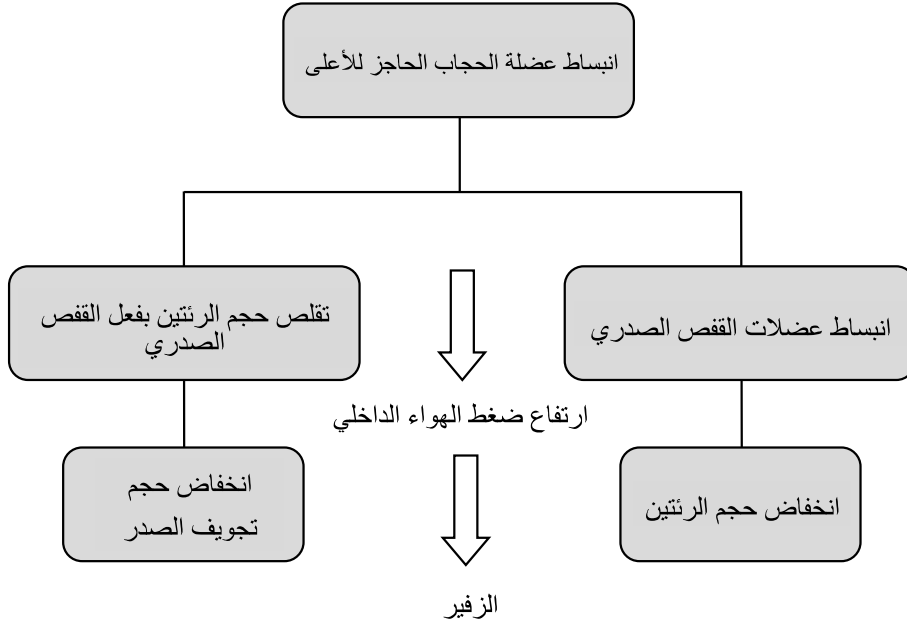 انبساط عضلة الحجاب الحاجز للأعلى
انبساط عضلات القفص الصدري
تقلص حجم الرئتين بفعل القفص
الصدري
ارتفاع ضغط الهواء الداخلي
انخفاض حجم الرئتين
انخفاض حجم
تجويف الصدر
الزفير